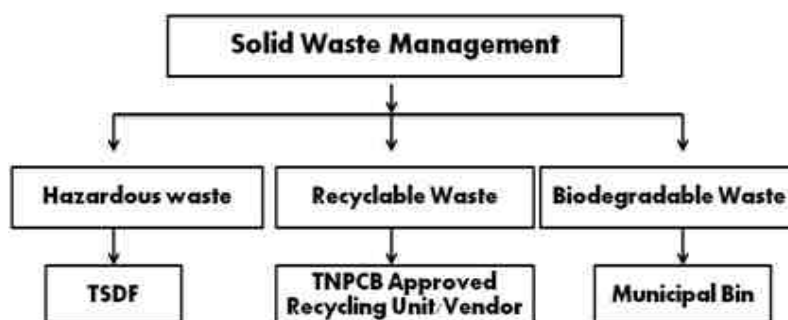 Solid Waste Management
Hazardous waste
Recyclable Waste
Biodegradable Waste
TSDF
TNPCB Approved
Recycling Unit/Vendor
Municipal Bin